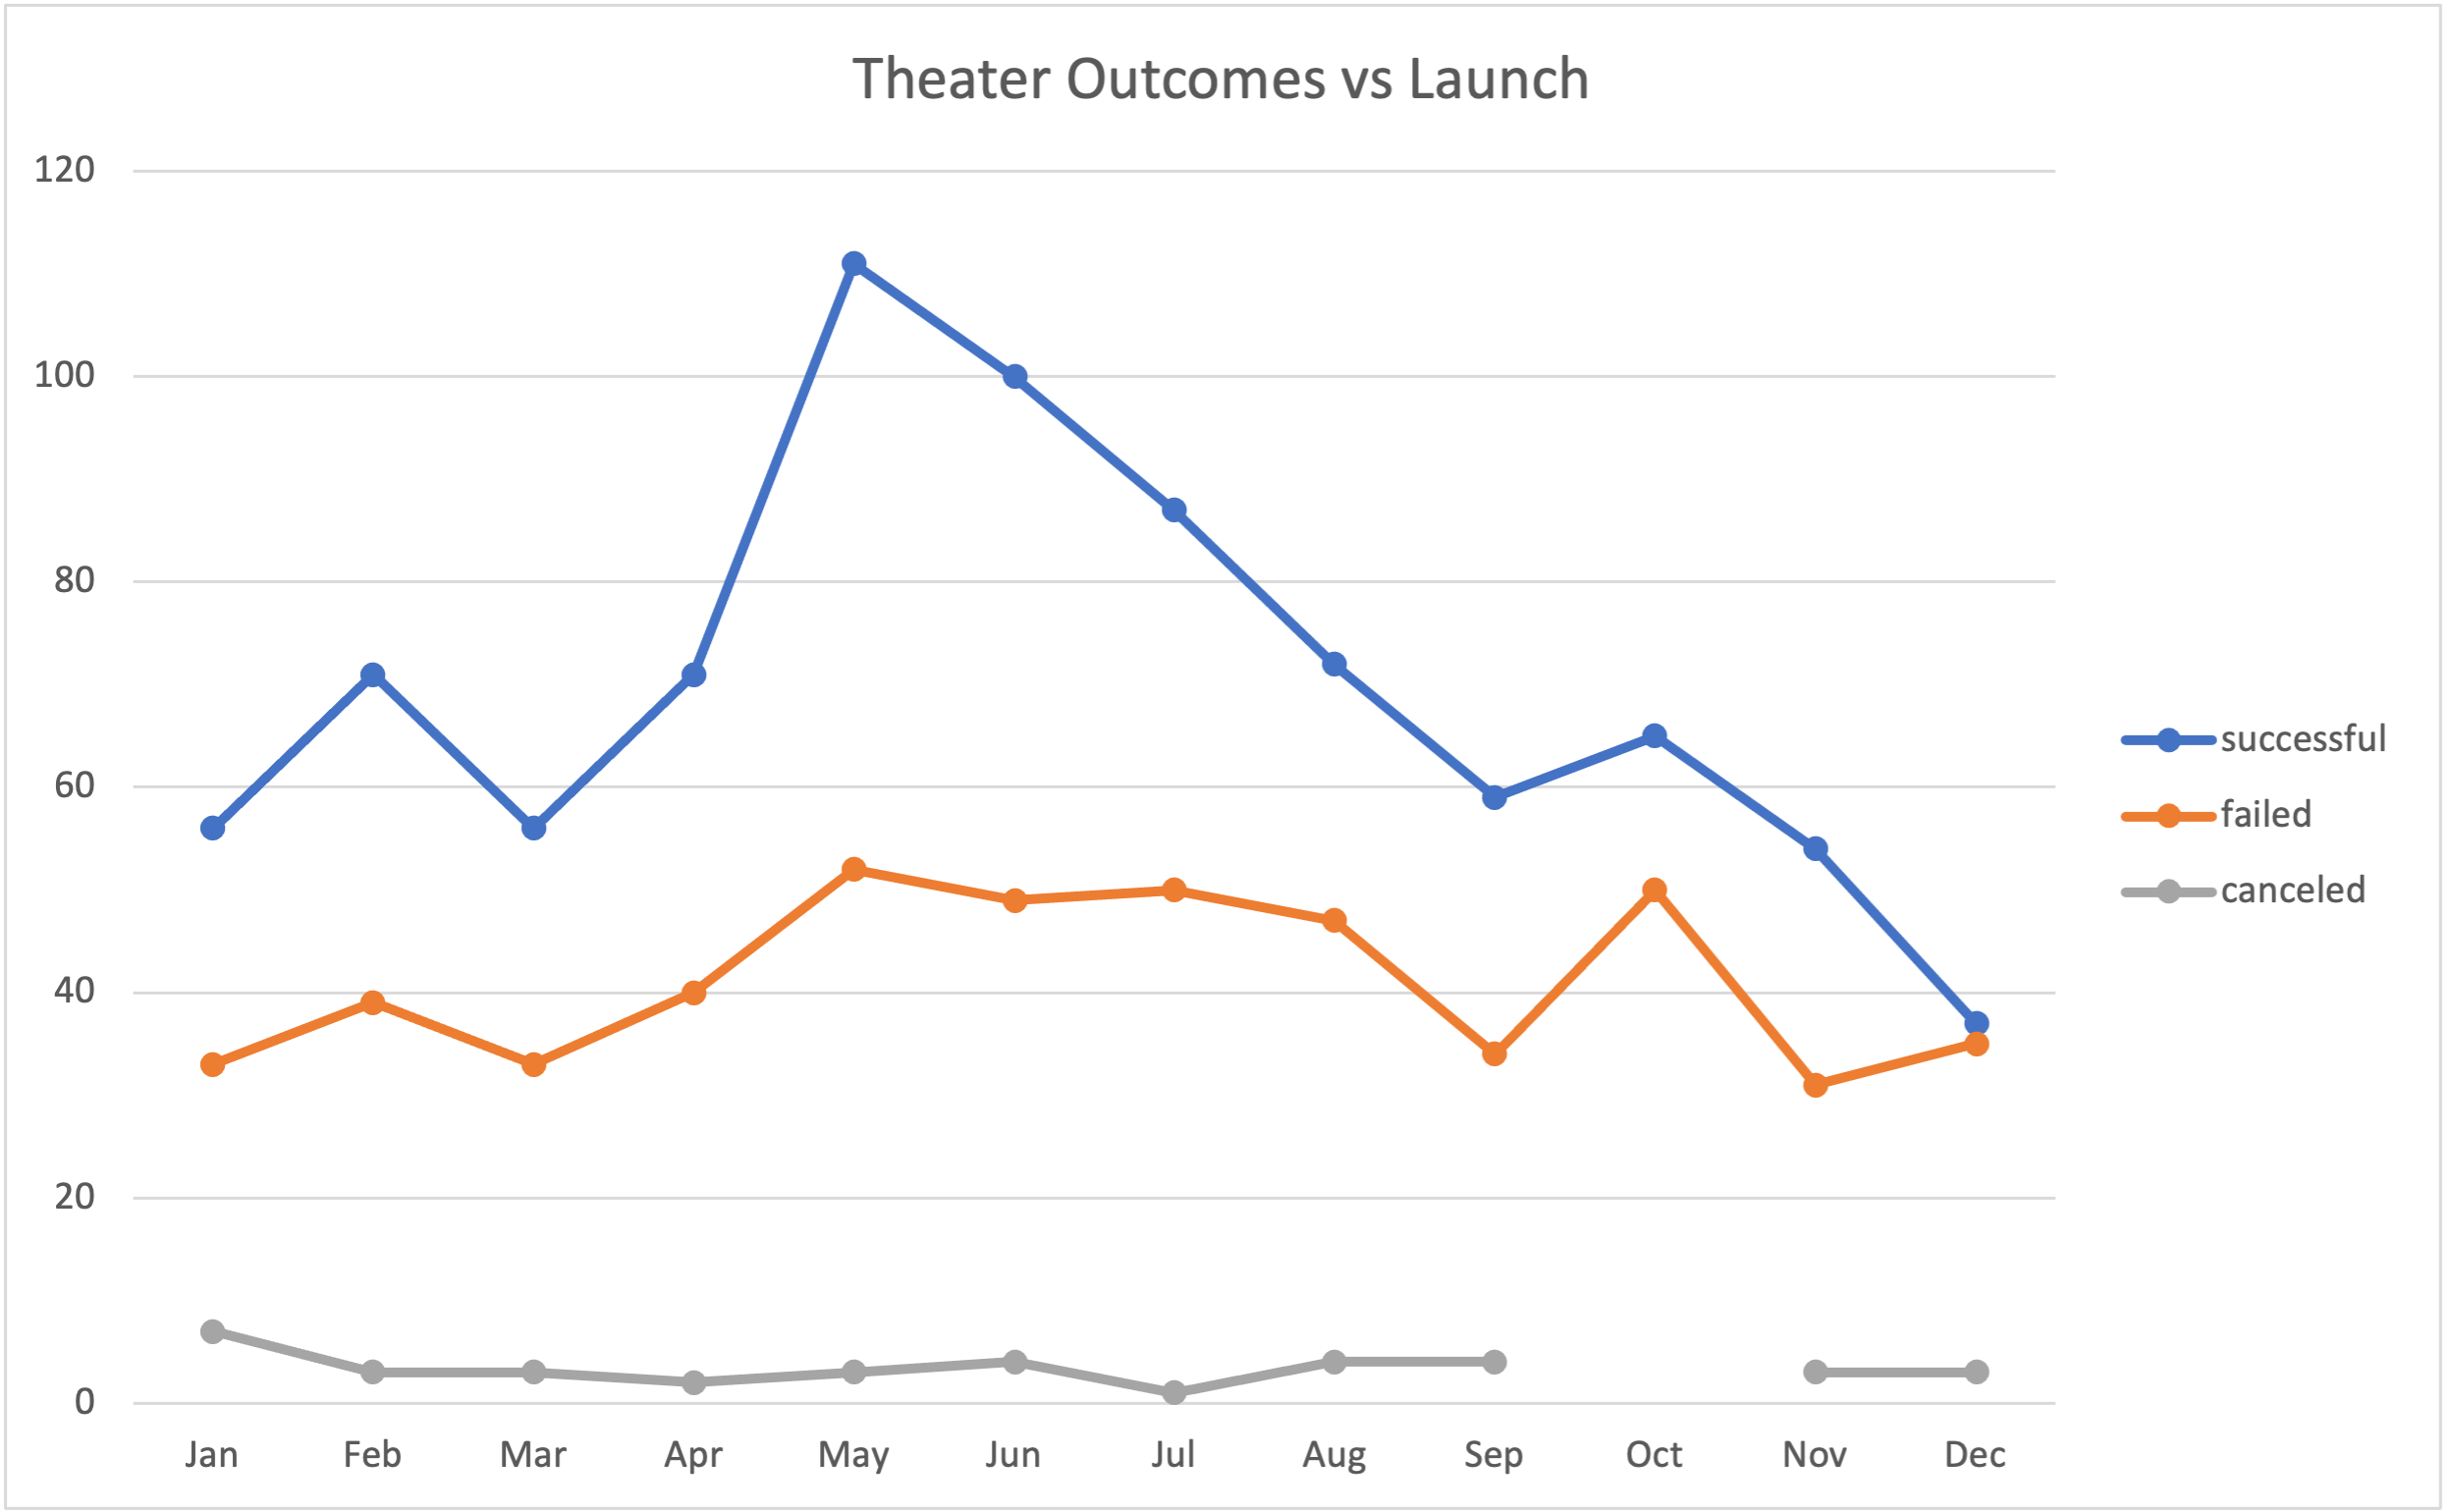 Theater Outcomes vs Launch
120
100
80
60
40
20
0
Jan Feb Mar Apr May Jun Jul Aug Sep Oct Nov Dec
successful
failed
canceled